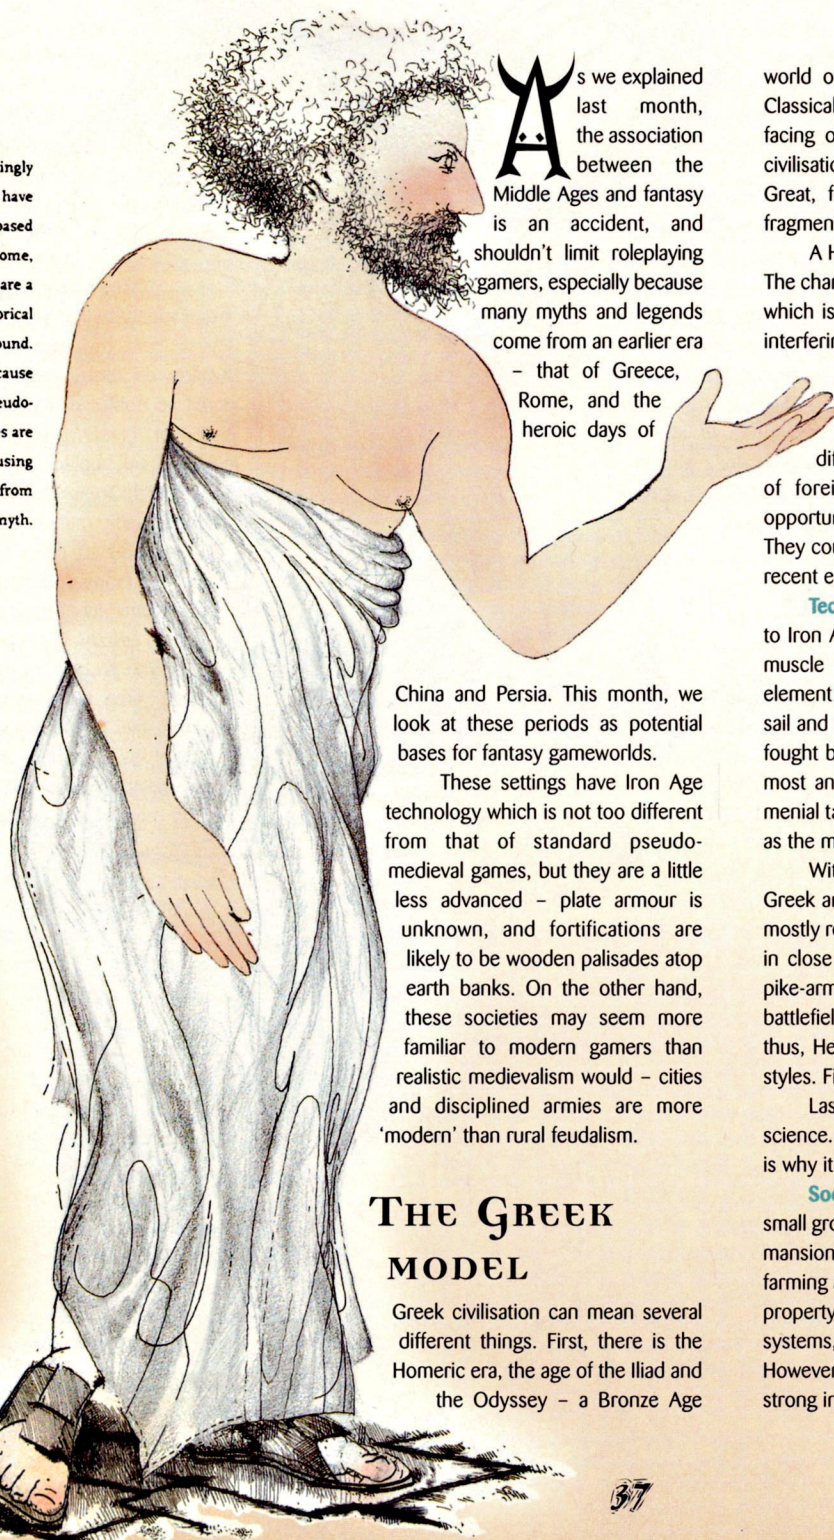 ingly
have
ased
ome,
are a
orical
ound.
cause
eudo-
s are
using
from
myth.
As we explained
last month,
the association
between the
Middle Ages and fantasy
is an accident, and
shouldn't limit roleplaying
gamers, especially because
many myths and legends
come from an earlier era
– that of Greece,
Rome, and the
heroic days of
China and Persia. This month, we
look at these periods as potential
bases for fantasy gameworlds.
These settings have Iron Age
technology which is not too different
from that of standard pseudo-
medieval games, but they are a little
less advanced – plate armour is
unknown, and fortifications are
likely to be wooden palisades atop
earth banks. On the other hand,
these societies may seem more
familiar to modern gamers than
realistic medievalism would – cities
and disciplined armies are more
'modern' than rural feudalism.
The Greek
model
Greek civilisation can mean several
different things. First, there is the
Homeric era, the age of the Iliad and
the Odyssey – a Bronze Age
world o
Classical
facing o
civilisatio
Great, f
fragmen
A H
The char
which is
interferin
dif
of forei
opportu
They cou
recent e
Tec
to Iron A
muscle
element
sail and
fought b
most an
menial ta
as the m
Wit
Greek an
mostly re
in close
pike-arm
battlefiel
thus, He
styles. Fi
Las
science.
is why it
Soc
small gro
mansion
farming
property
systems,
However
strong in
37